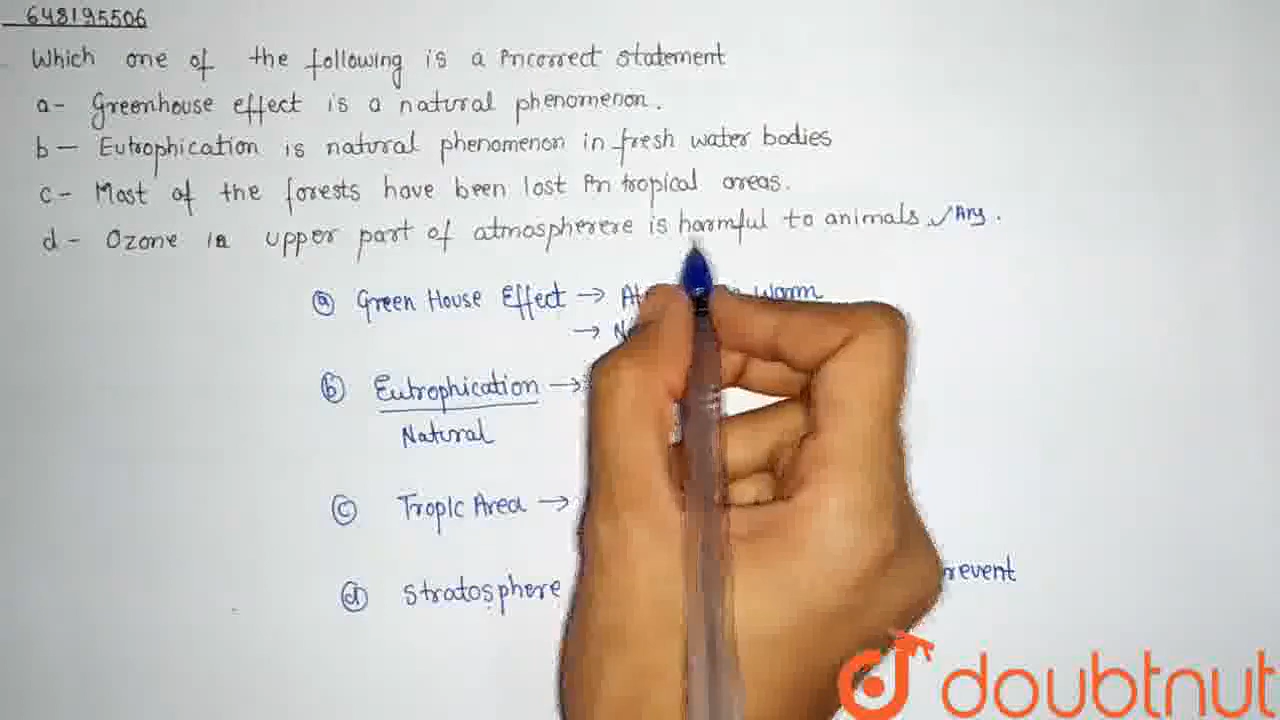 648195506
Which one of the following is a incorrect statement
a- Greenhouse effect is a natural phenomenon.
b- Eutrophication is natural phenomenon in fresh water bodies
c- Most of the forests have been lost in tropical areas.
d- Ozone in upper part of atmospherere is harmful to animals ✓Ans.
ⓐ Green House Effect → Warm
→
ⓑ Eutrophication →
Natural
ⓒ Tropic Area →
ⓓ Stratosphere revent
doubtnut